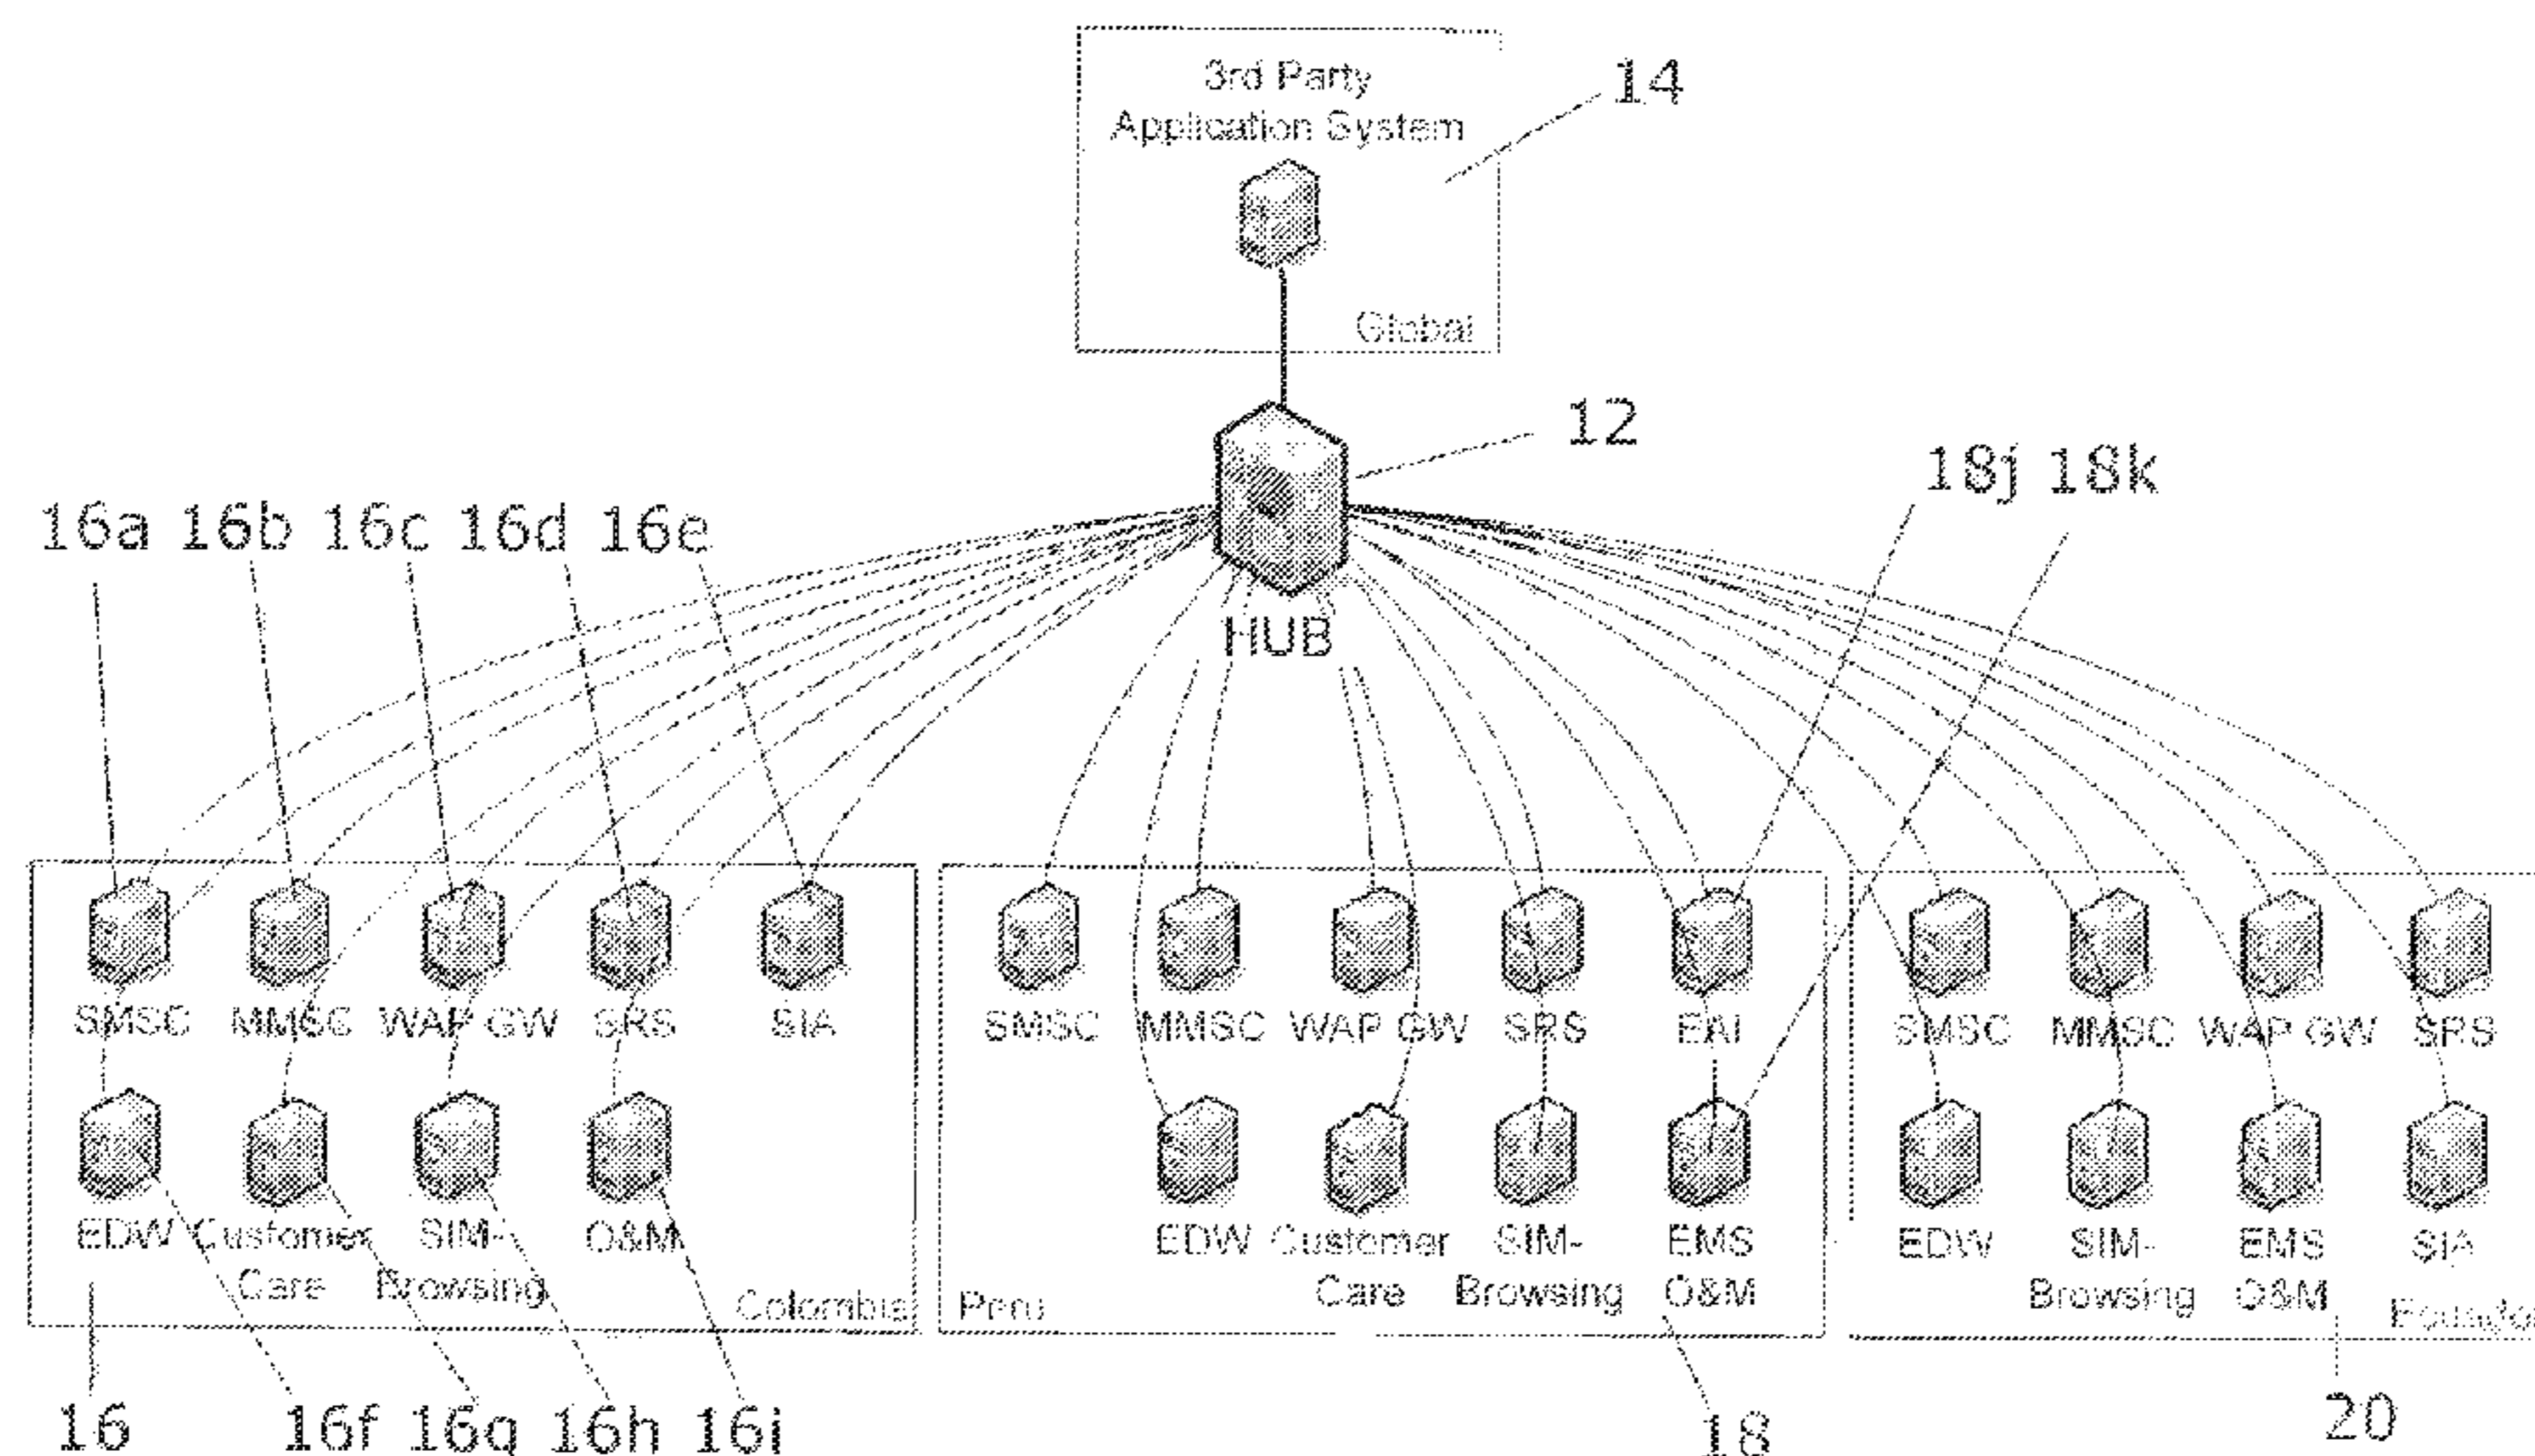 3rd Party
Application System
14
Global
12
18j 18k
16a 16b 16c 16d 16e
HUB
SMSC MMSC WAP GW SRS SIA
SMSC MMSC WAP GW SRS EAI
SMSC MMSC WAP GW SRS
EDW Customer Care SIM-Browsing O&M
Colombia
EDW Customer Care SIM-Browsing EMS O&M
Peru
EDW SIM-Browsing EMS O&M SIA
16 16f 16g 16h 16i
18
20